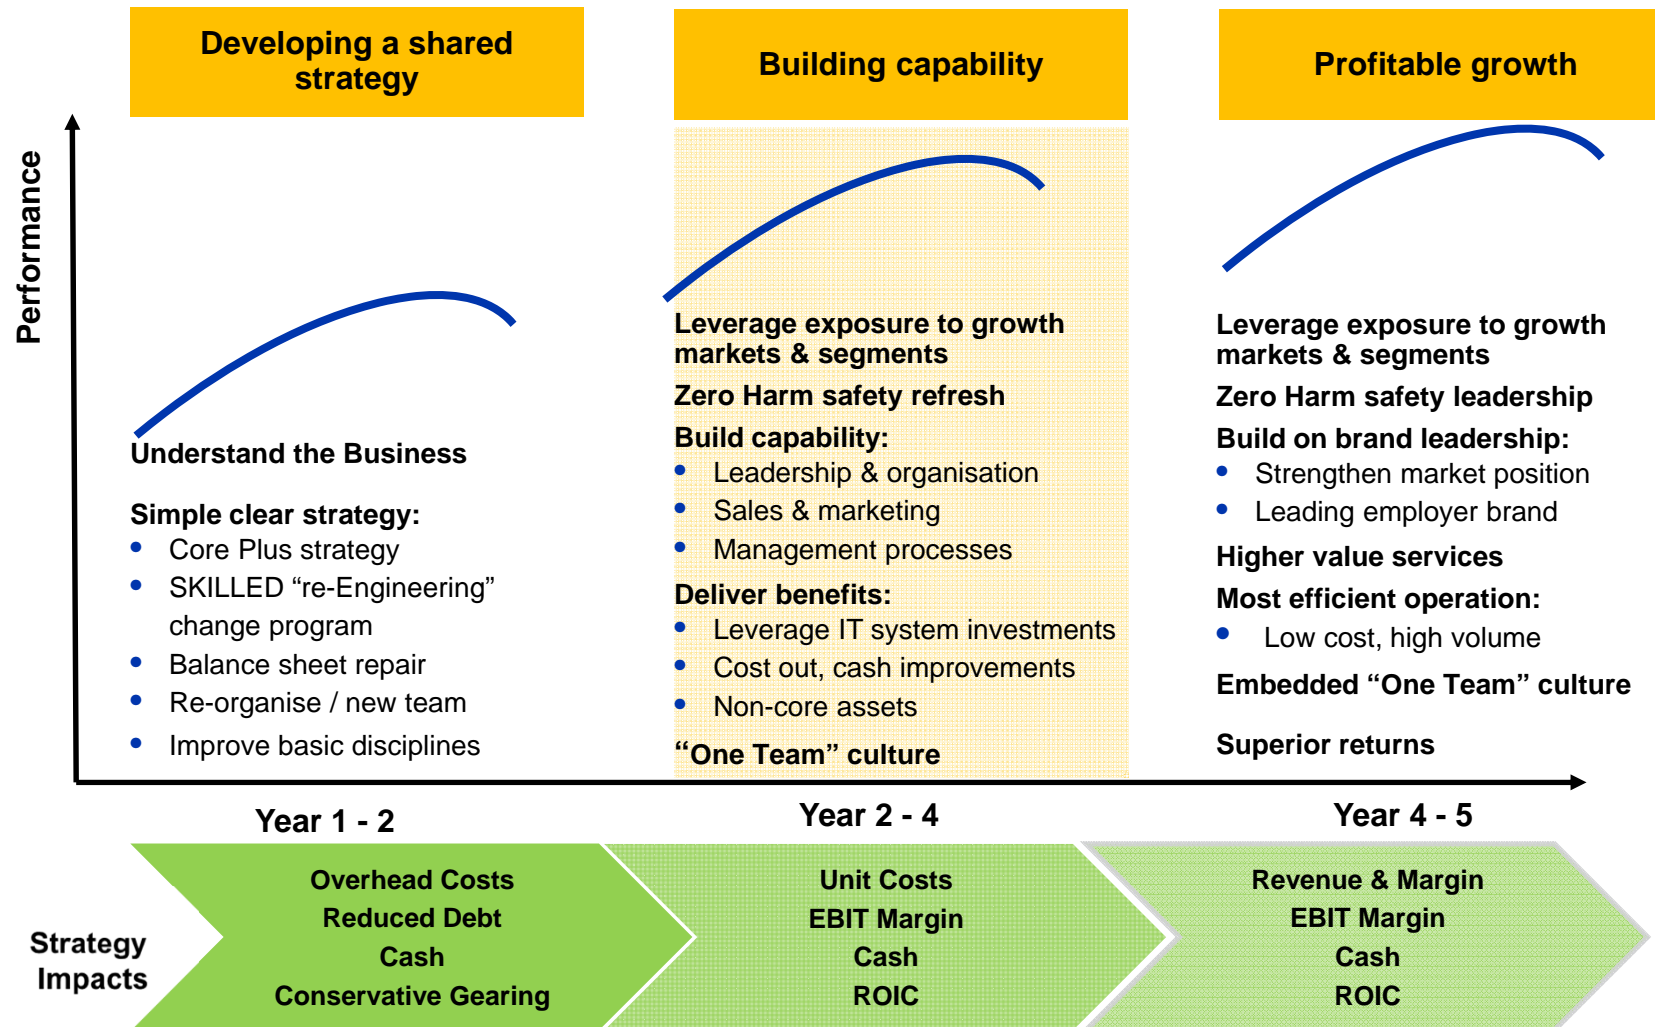 Developing a shared
strategy
Building capability
Profitable growth
Performance
Understand the Business
Simple clear strategy:
• Core Plus strategy
• SKILLED “re-Engineering”
change program
• Balance sheet repair
• Re-organise / new team
• Improve basic disciplines
Leverage exposure to growth
markets & segments
Zero Harm safety refresh
Build capability:
• Leadership & organisation
• Sales & marketing
• Management processes
Deliver benefits:
• Leverage IT system investments
• Cost out, cash improvements
• Non-core assets
“One Team” culture
Leverage exposure to growth
markets & segments
Zero Harm safety leadership
Build on brand leadership:
• Strengthen market position
• Leading employer brand
Higher value services
Most efficient operation:
• Low cost, high volume
Embedded “One Team” culture
Superior returns
Year 1 - 2
Year 2 - 4
Year 4 - 5
Strategy
Impacts
Overhead Costs
Reduced Debt
Cash
Conservative Gearing
Unit Costs
EBIT Margin
Cash
ROIC
Revenue & Margin
EBIT Margin
Cash
ROIC